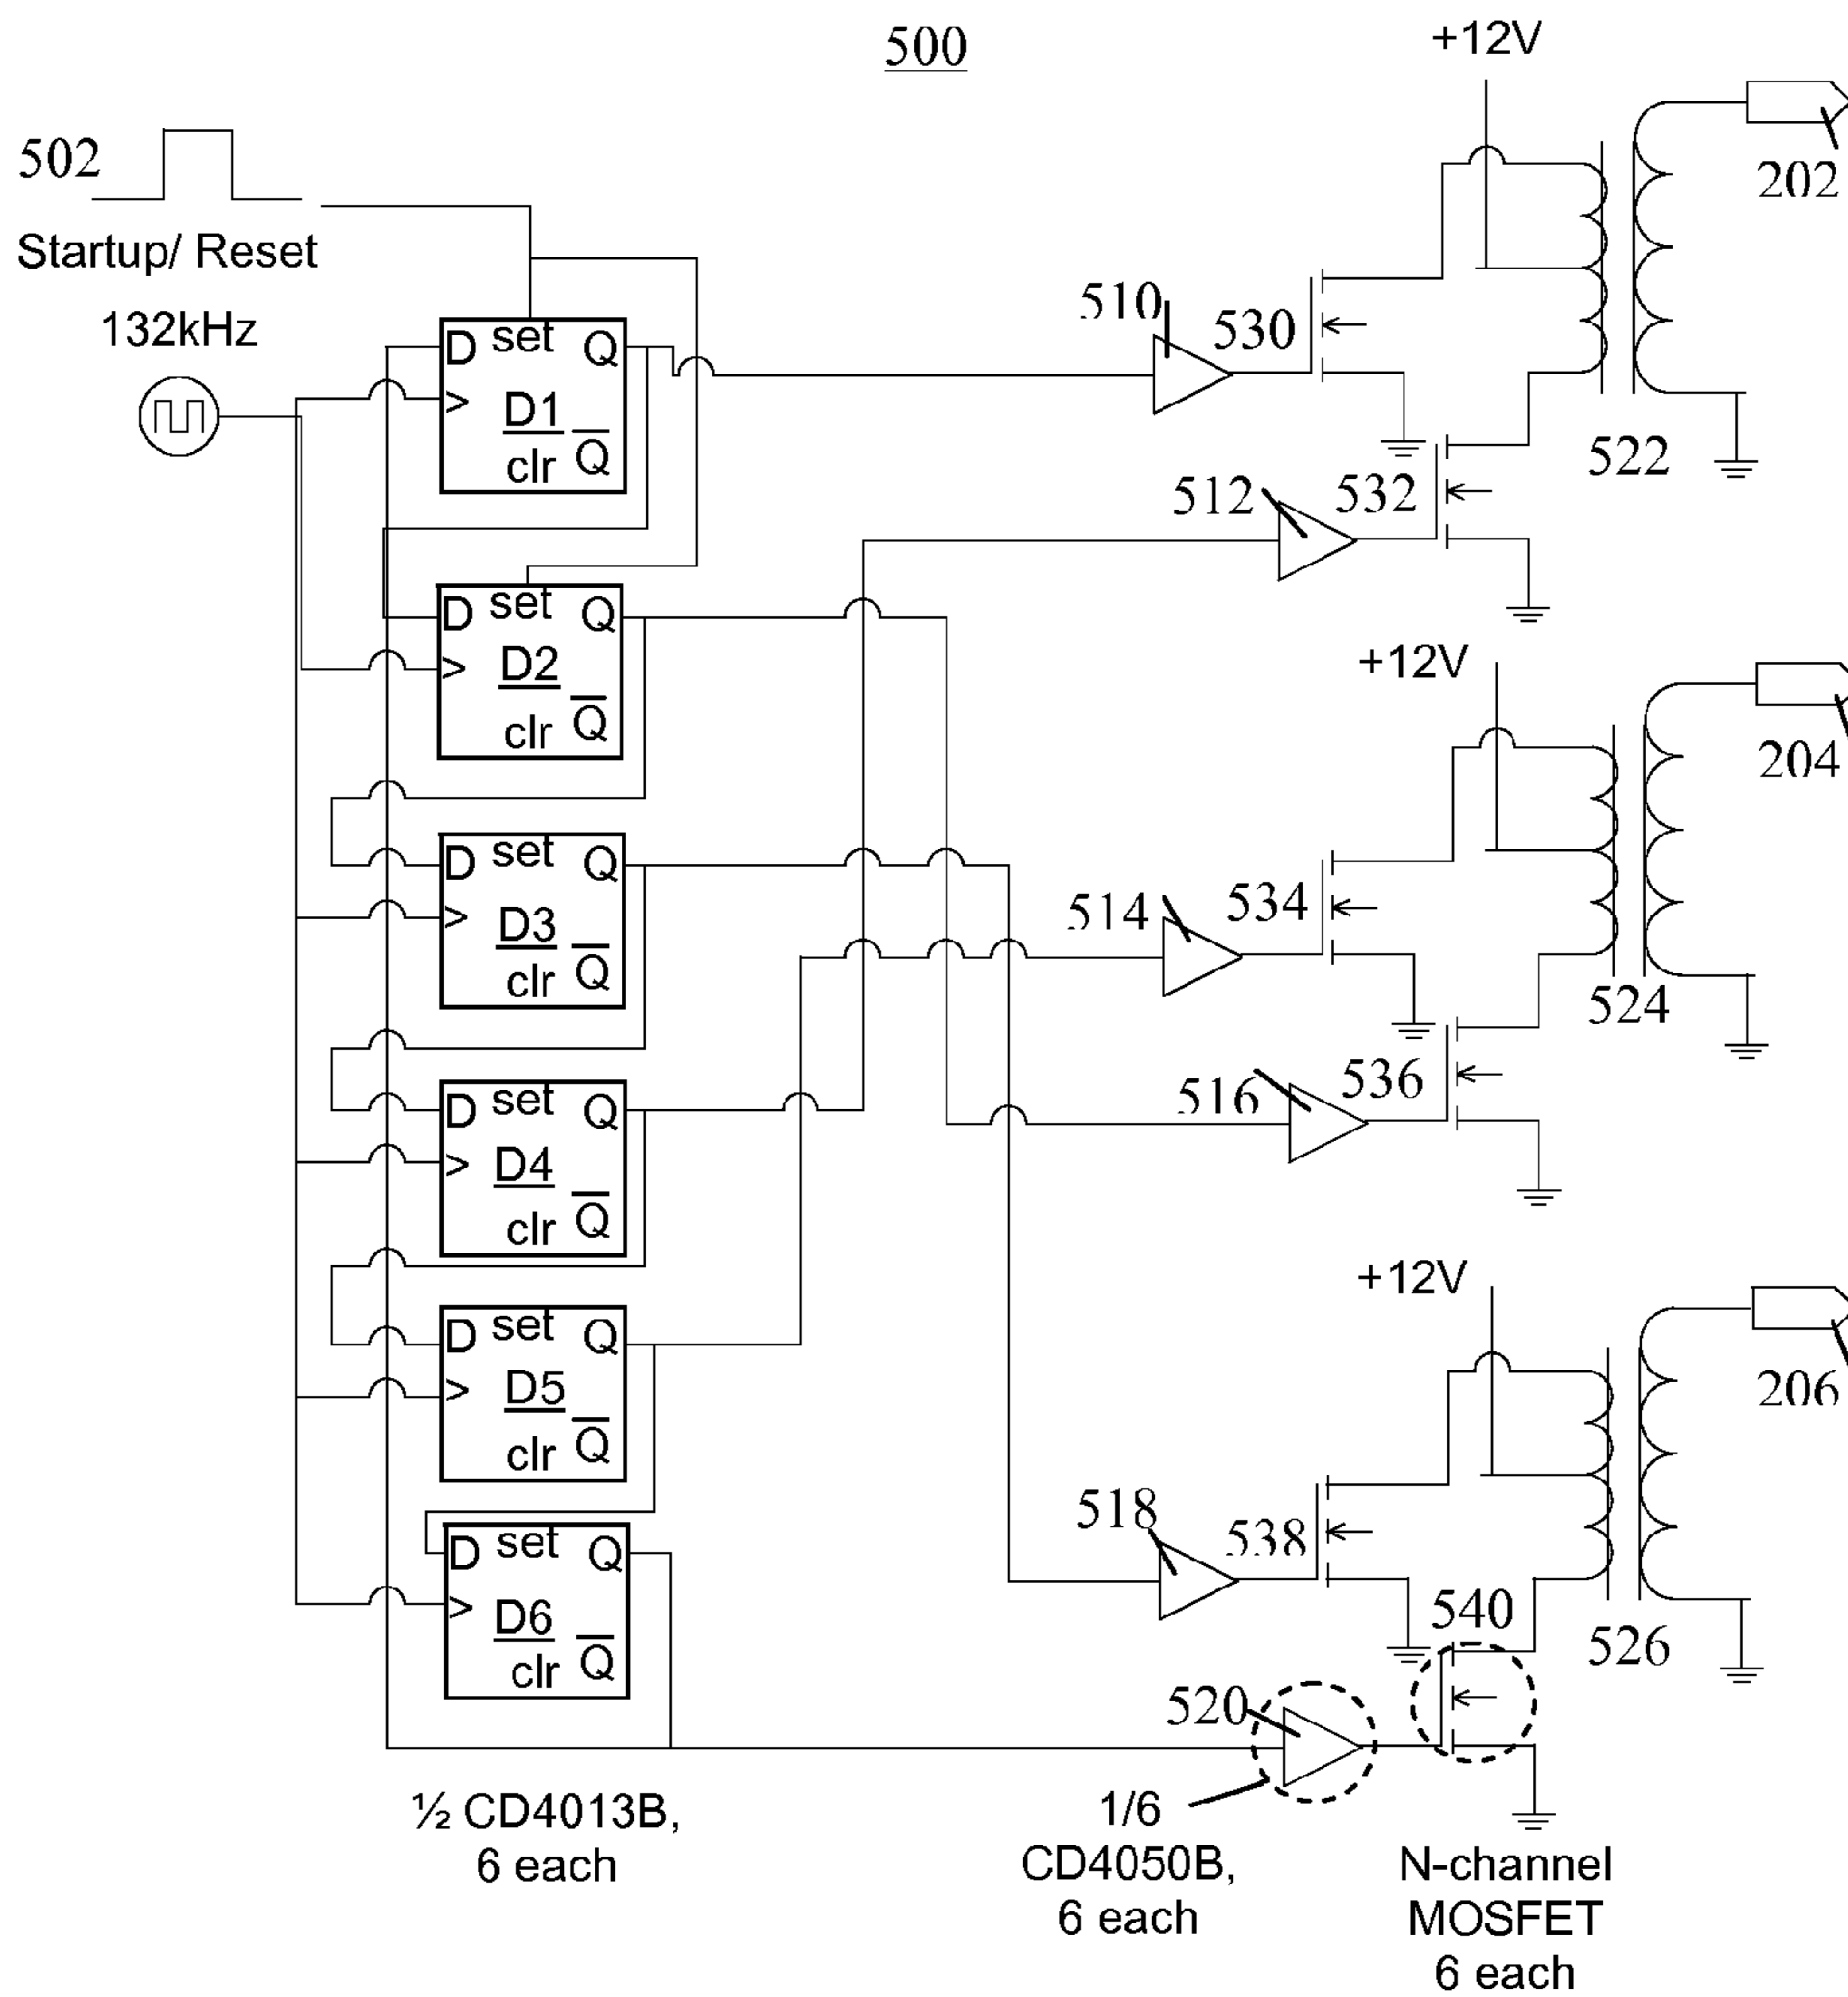 500
+12V
502
Startup/ Reset
132kHz
202
D set Q
D1
clr Q
510
530
522
512
532
D set Q
D2
clr Q
+12V
204
D set Q
D3
clr Q
514
534
524
D set Q
D4
clr Q
516
536
+12V
D set Q
D5
clr Q
206
D set Q
D6
clr Q
518
538
540
526
520
½ CD4013B,
6 each
1/6
CD4050B,
6 each
N-channel
MOSFET
6 each